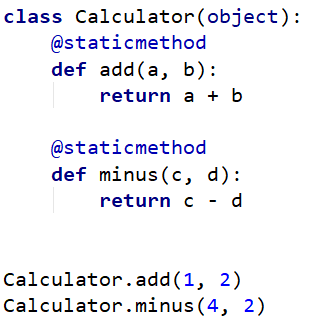 class Calculator(object):
    @staticmethod
    def add(a, b):
        return a + b

    @staticmethod
    def minus(c, d):
        return c - d


Calculator.add(1, 2)
Calculator.minus(4, 2)